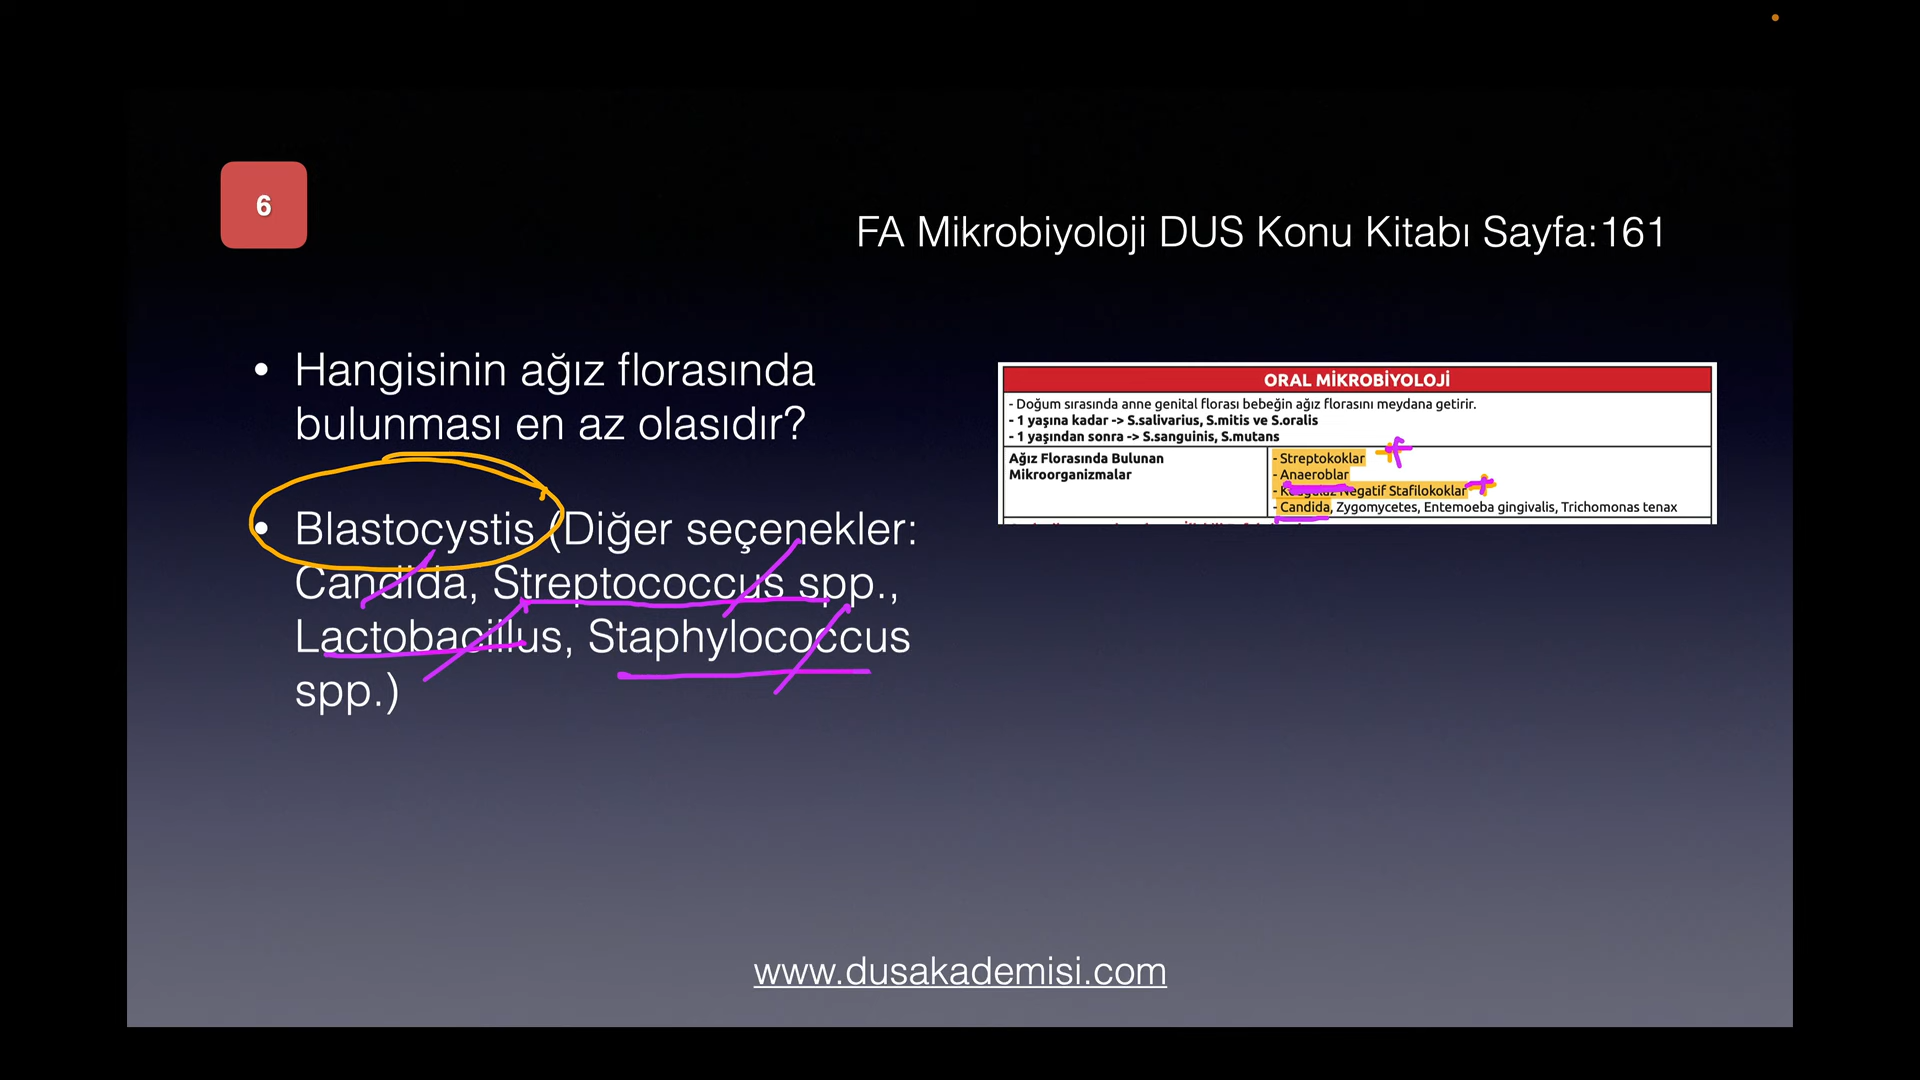 6
FA Mikrobiyoloji DUS Konu Kitabı Sayfa:161
• Hangisinin ağız florasında
bulunması en az olasıdır?
• Blastocystis (Diğer seçenekler:
Candida, Streptococcus spp.,
Lactobacillus, Staphylococcus
spp.)
ORAL MİKROBİYOLOJİ
- Doğum sırasında anne genital florası bebeğin ağız florasını meydana getirir.
- 1 yaşına kadar -> S.salivarius, S.mitis ve S.oralis
- 1 yaşından sonra -> S.sanguinis, S.mutans
Ağız Florasında Bulunan
Mikroorganizmalar
- Streptokoklar
- Anaeroblar
- Koagulaz Negatif Stafilokoklar
- Candida, Zygomycetes, Entemoeba gingivalis, Trichomonas tenax
www.dusakademisi.com